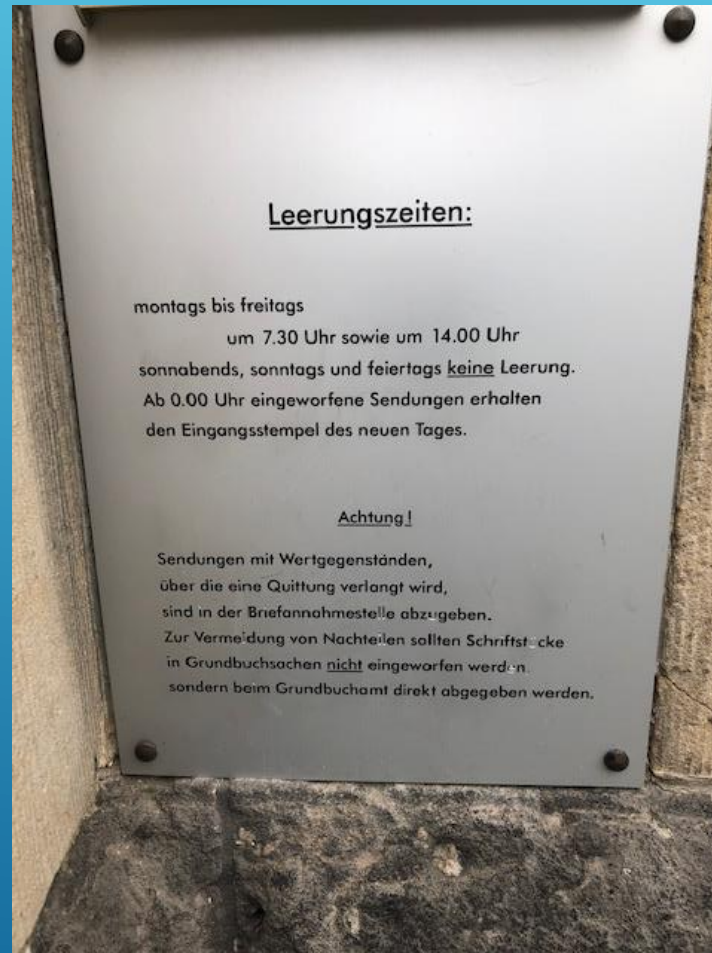 Leerungszeiten:
montags bis freitags
um 7.30 Uhr sowie um 14.00 Uhr
sonnabends, sonntags und feiertags keine Leerung.
Ab 0.00 Uhr eingeworfene Sendungen erhalten
den Eingangsstempel des neuen Tages.
Achtung!
Sendungen mit Wertgegenständen,
über die eine Quittung verlangt wird,
sind in der Briefannahmestelle abzugeben.
Zur Vermeidung von Nachteilen sollten Schriftstücke
in Grundbuchsachen nicht eingeworfen werden
sondern beim Grundbuchamt direkt abgegeben werden.